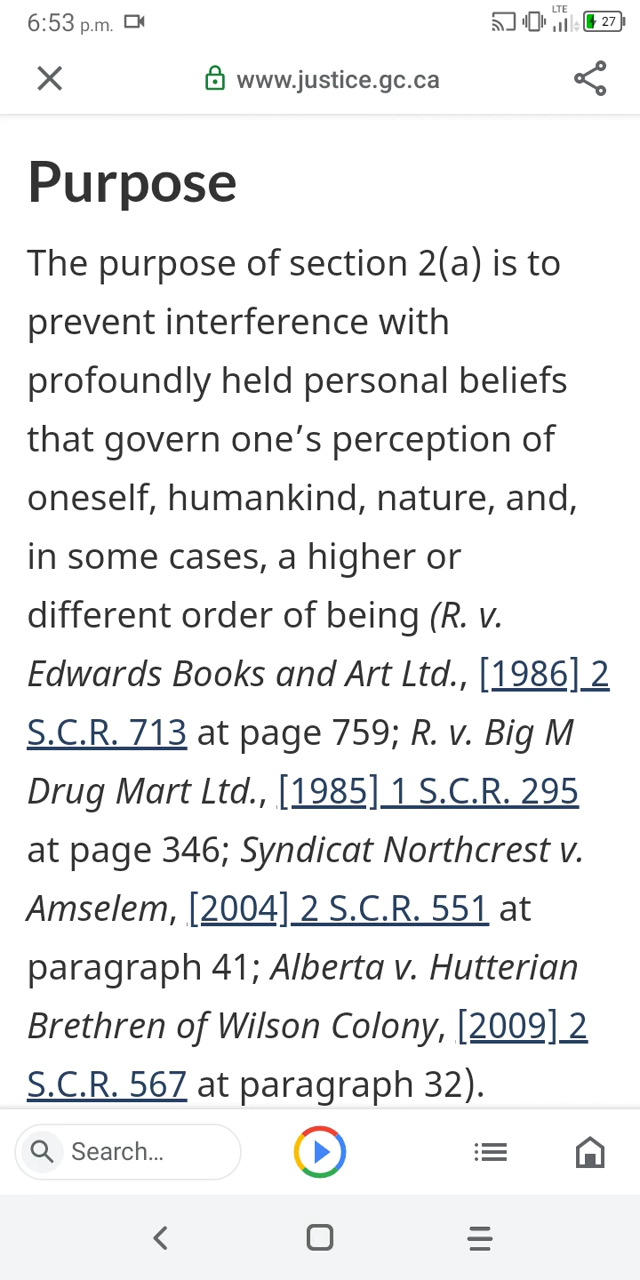 6:53 p.m. LTE 27
www.justice.gc.ca
Purpose
The purpose of section 2(a) is to
prevent interference with
profoundly held personal beliefs
that govern one’s perception of
oneself, humankind, nature, and,
in some cases, a higher or
different order of being (R. v.
Edwards Books and Art Ltd., [1986] 2
S.C.R. 713 at page 759; R. v. Big M
Drug Mart Ltd., [1985] 1 S.C.R. 295
at page 346; Syndicat Northcrest v.
Amselem, [2004] 2 S.C.R. 551 at
paragraph 41; Alberta v. Hutterian
Brethren of Wilson Colony, [2009] 2
S.C.R. 567 at paragraph 32).
Search...